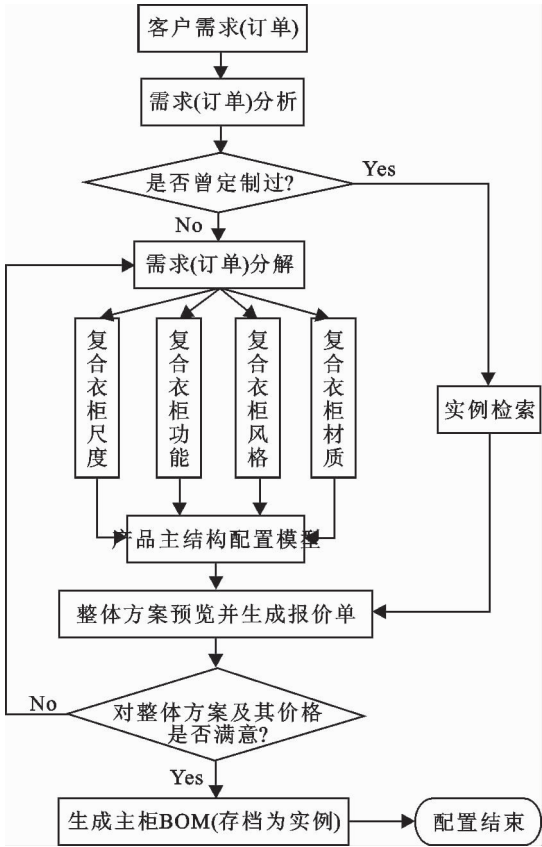 客户需求(订单)
需求(订单)分析
是否曾定制过?
Yes
No
需求(订单)分解
复合衣柜尺度
复合衣柜功能
复合衣柜风格
复合衣柜材质
实例检索
产品主结构配置模型
整体方案预览并生成报价单
No
对整体方案及其价格
是否满意?
Yes
生成主柜BOM(存档为实例)
配置结束